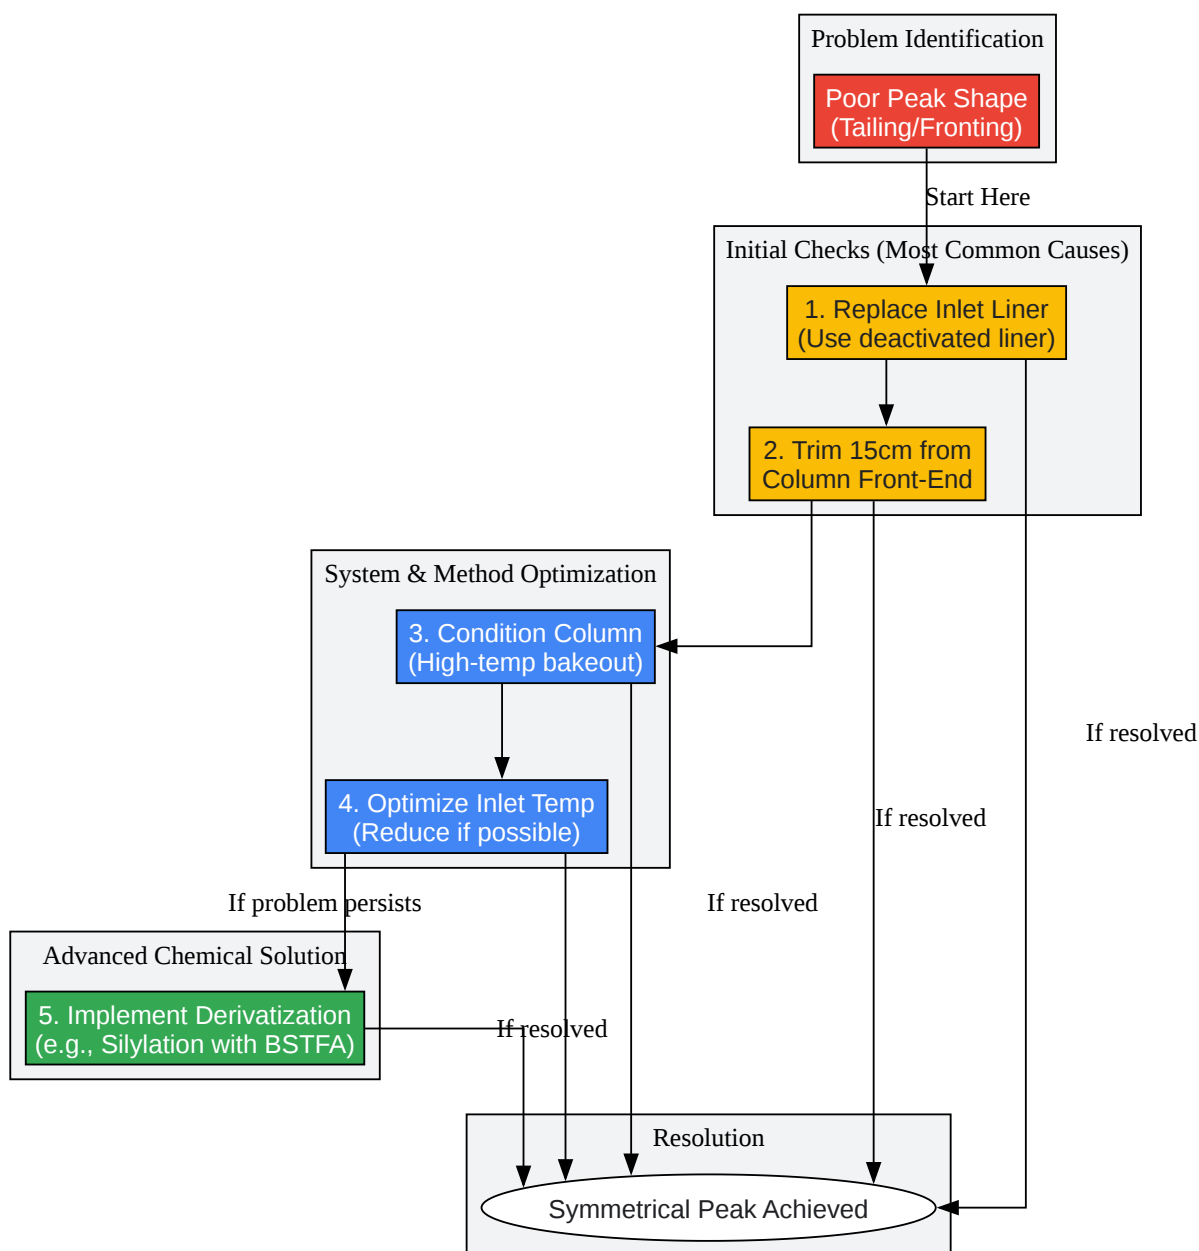 Problem Identification
Poor Peak Shape
(Tailing/Fronting)
Start Here
Initial Checks (Most Common Causes)
1. Replace Inlet Liner
(Use deactivated liner)
2. Trim 15cm from
Column Front-End
System & Method Optimization
3. Condition Column
(High-temp bakeout)
If resolved
4. Optimize Inlet Temp
(Reduce if possible)
If resolved
If problem persists
If resolved
Advanced Chemical Solution
5. Implement Derivatization
(e.g., Silylation with BSTFA)
If resolved
Resolution
Symmetrical Peak Achieved